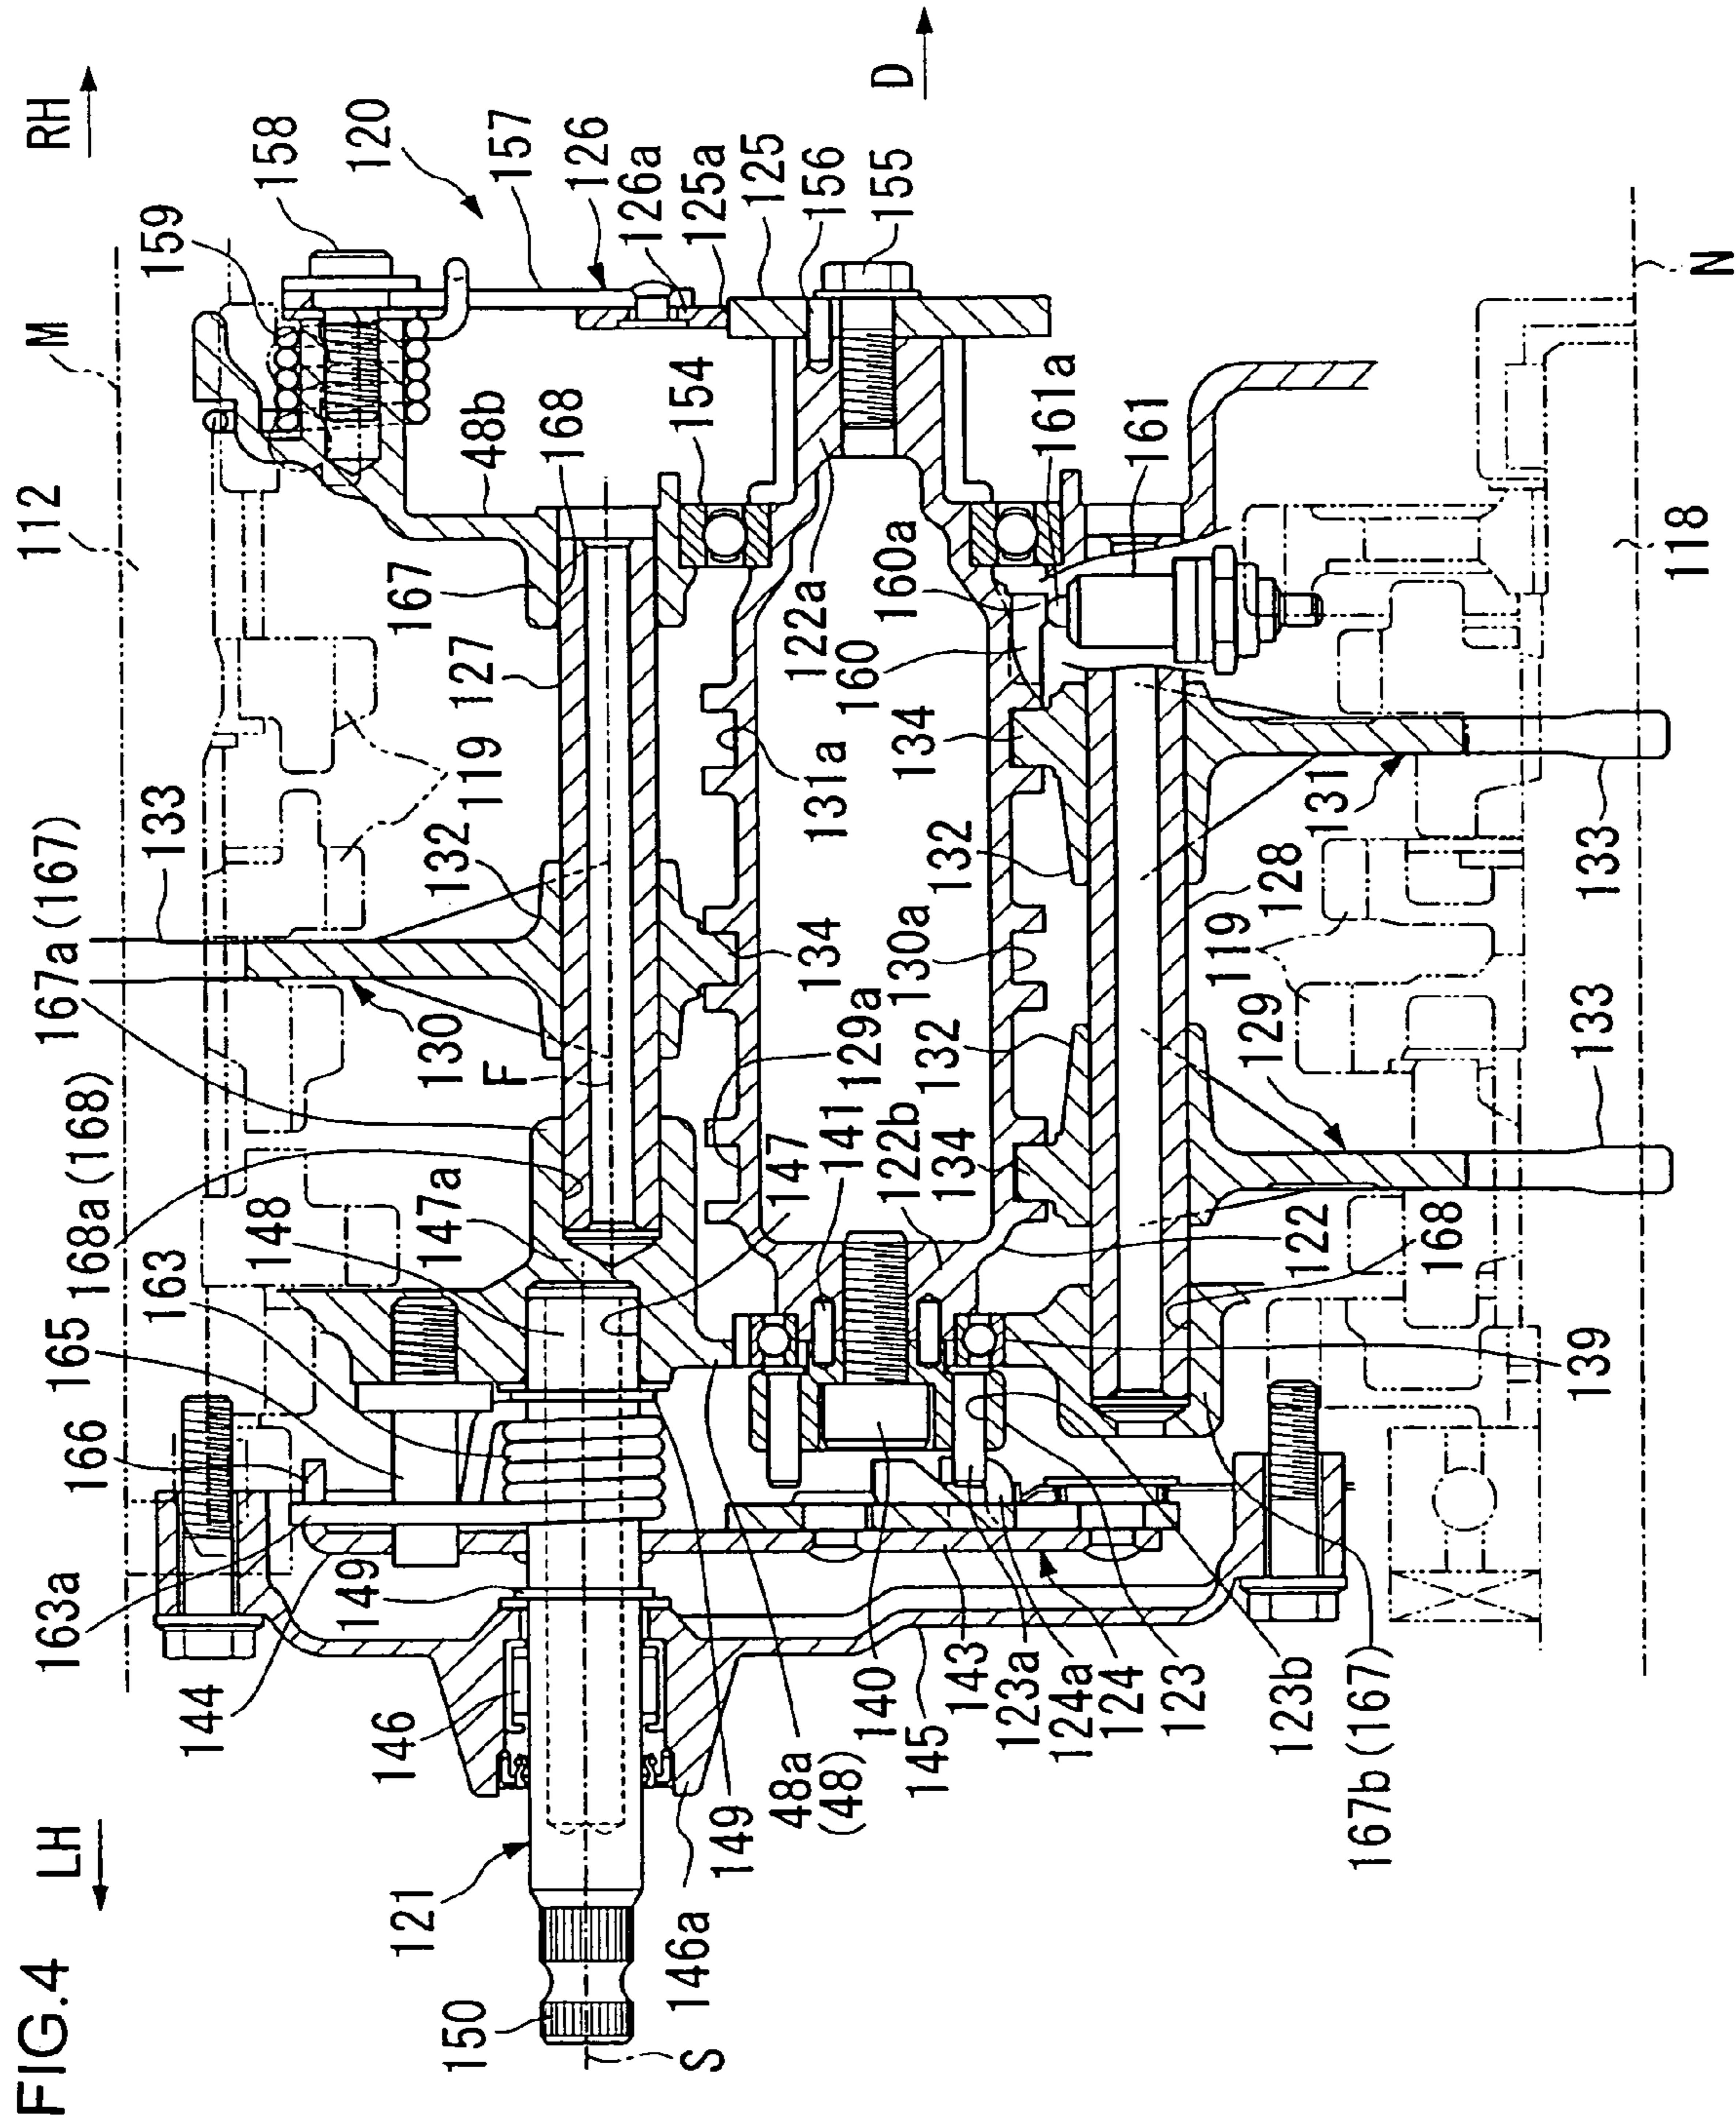 FIG.4
LH
RH
M
112
159
158
120
157
126
126a
125a
125
156
155
D
N
118
161
161a
160a
160
154
48b
168
167
127
122a
119
131a
134
131
133
133
167a(167)
132
132
128
134
130a
130
F
129a
132
119
129
133
168a(168)
148
147a
147
141
122b
134
122
168
163
165
166
163a
149
139
144
146
140
143
123a
124a
124
123
123b
167b(167)
145
48a
(48)
149
146a
121
150
S